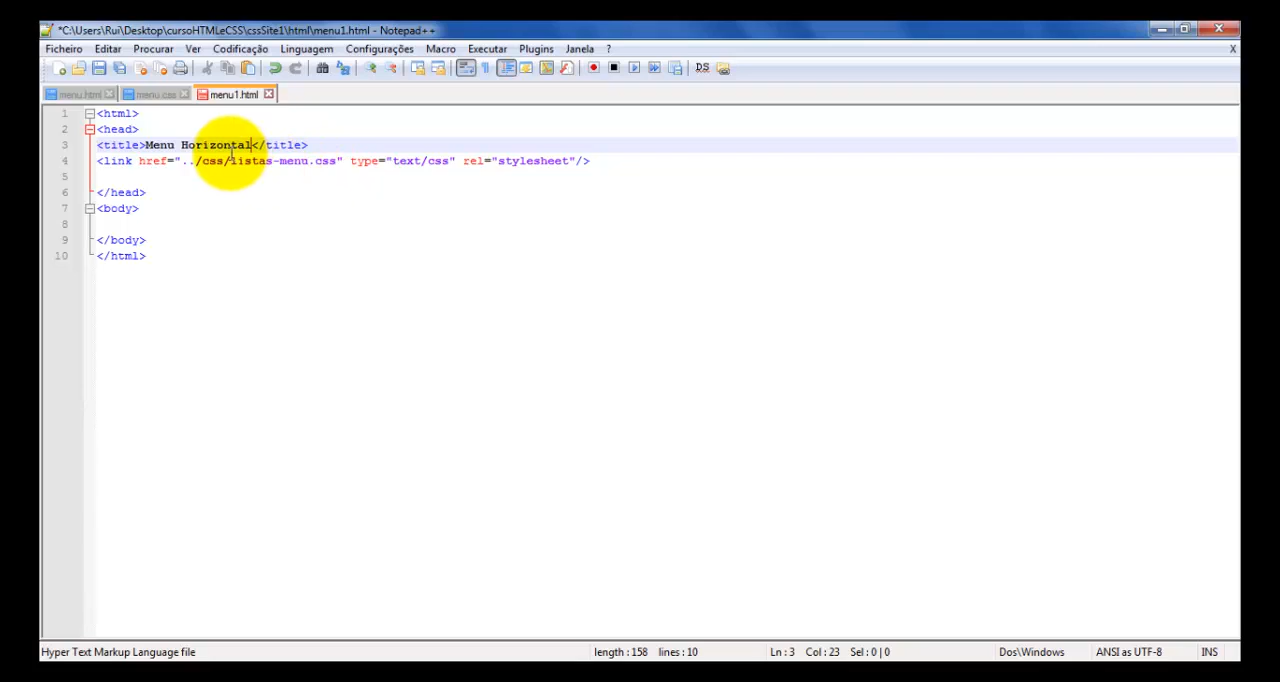 *C:\Users\Rui\Desktop\cursoHTMLeCSS\cssSite1\html\menu1.html - Notepad++
Ficheiro Editar Procurar Ver Codificação Linguagem Configurações Macro Executar Plugins Janela ? X
menu.html menu.css menu1.html
1 <html>
2 <head>
3 <title>Menu Horizontal</title>
4 <link href="../css/listas-menu.css" type="text/css" rel="stylesheet"/>
5
6 </head>
7 <body>
8
9 </body>
10 </html>
Hyper Text Markup Language file length : 158 lines : 10 Ln : 3 Col : 23 Sel : 0 | 0 Dos\Windows ANSI as UTF-8 INS